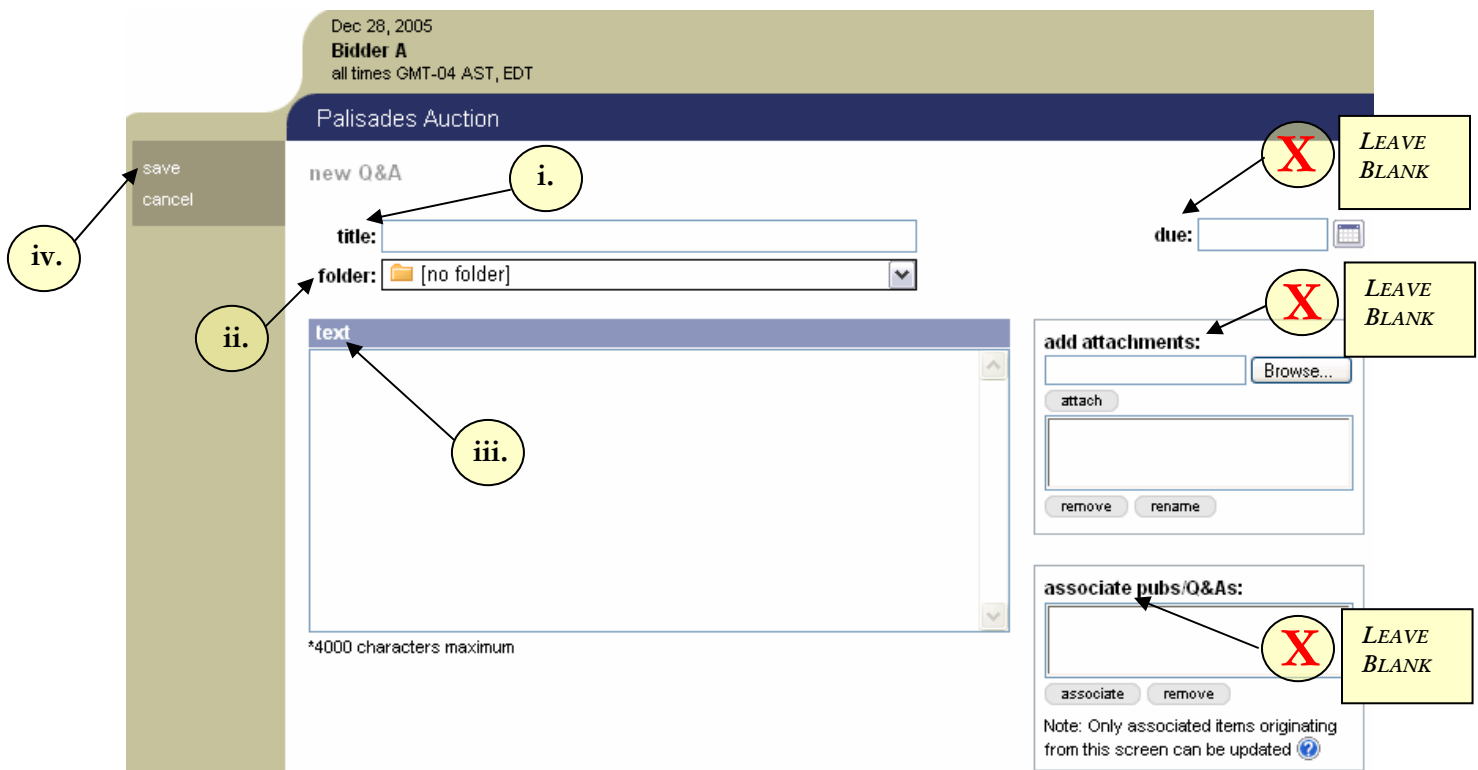 Dec 28, 2005
Bidder A
all times GMT-04 AST, EDT
Palisades Auction
save
cancel
new Q&A
i.
X
LEAVE
BLANK
title:
due:
iv.
folder:
[no folder]
X
LEAVE
BLANK
ii.
text
add attachments:
Browse...
attach
iii.
remove
rename
associate pubs/Q&As:
*4000 characters maximum
X
LEAVE
BLANK
associate
remove
Note: Only associated items originating
from this screen can be updated ?